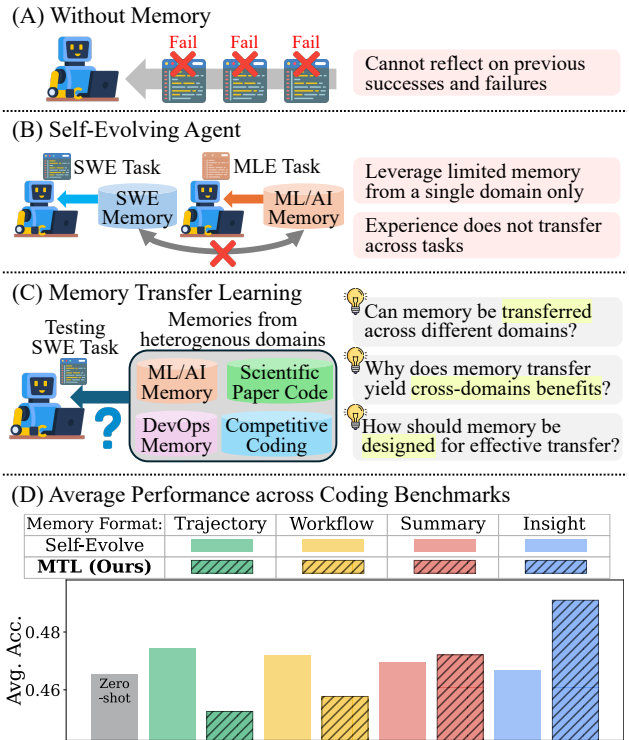 (A) Without Memory
Fail
Fail
Fail
Cannot reflect on previous
successes and failures
(B) Self-Evolving Agent
SWE Task
SWE
Memory
MLE Task
ML/AI
Memory
Leverage limited memory
from a single domain only
Experience does not transfer
across tasks
(C) Memory Transfer Learning
Testing
SWE Task
?
Memories from
heterogenous domains
ML/AI
Memory
Scientific
Paper Code
DevOps
Memory
Competitive
Coding
Can memory be transferred
across different domains?
Why does memory transfer
yield cross-domains benefits?
How should memory be
designed for effective transfer?
(D) Average Performance across Coding Benchmarks
Memory Format: Trajectory Workflow Summary Insight
Self-Evolve
MTL (Ours)
Avg. Acc.
0.48
0.46
Zero
-shot